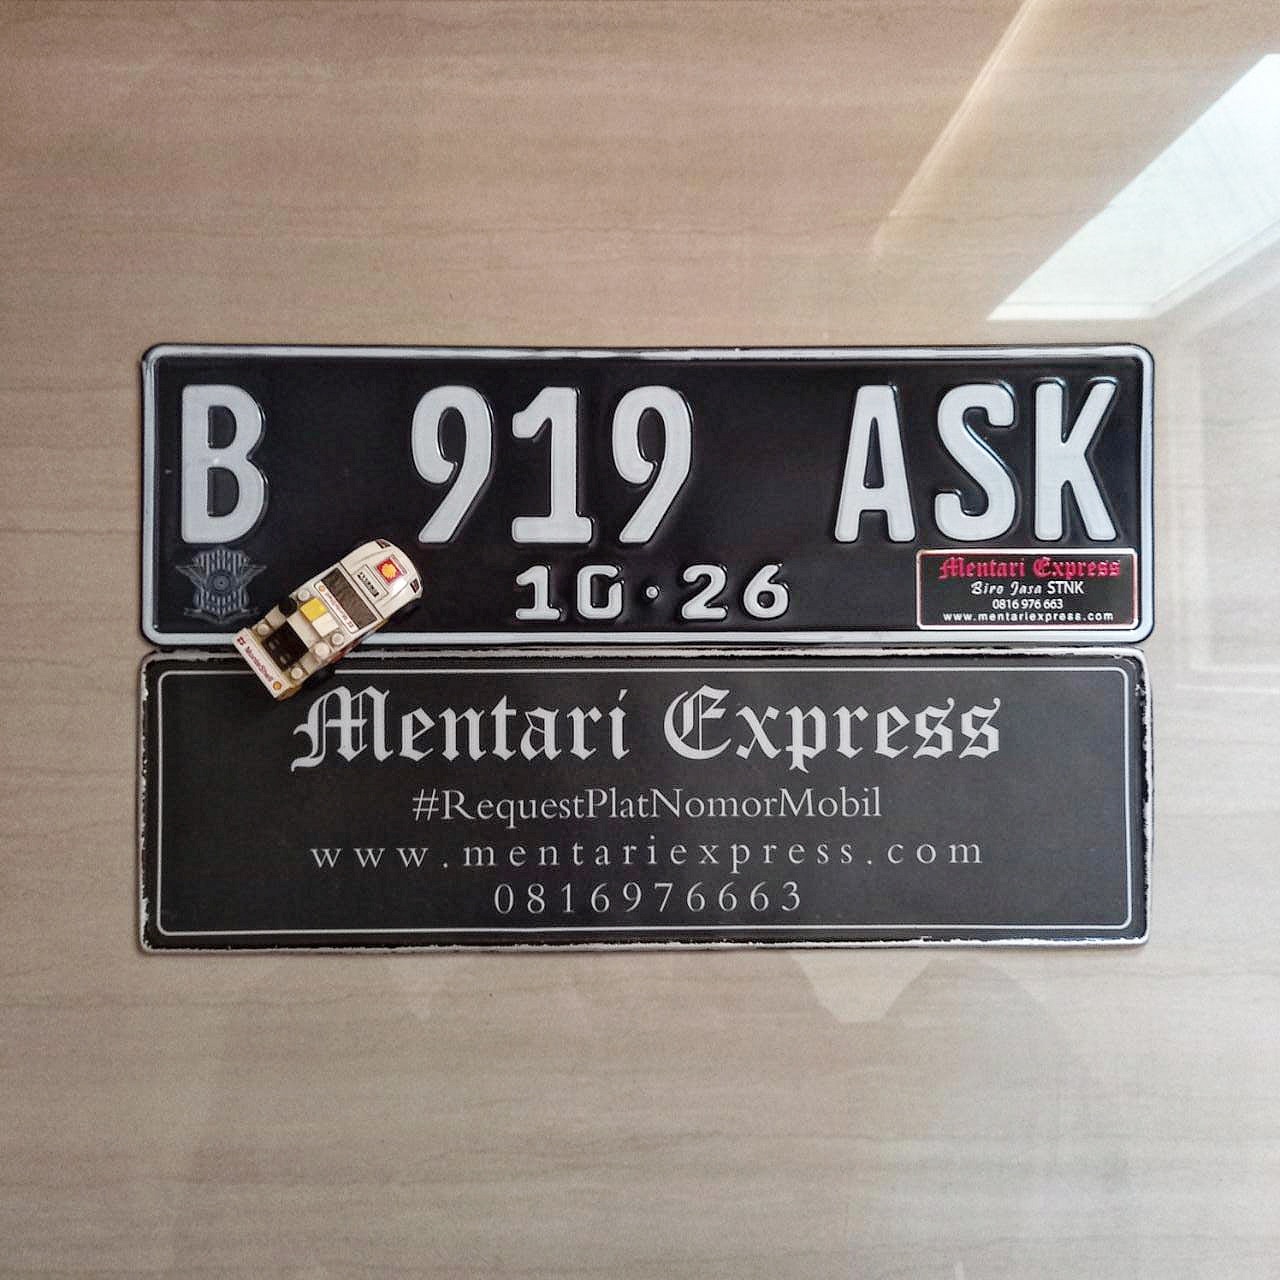 B 919 ASK
10·26
Mentari Express
Biro Jasa STNK
0816 976 663
www.mentariexpress.com
Mentari Express
#RequestPlatNomorMobil
www.mentariexpress.com
0816976663